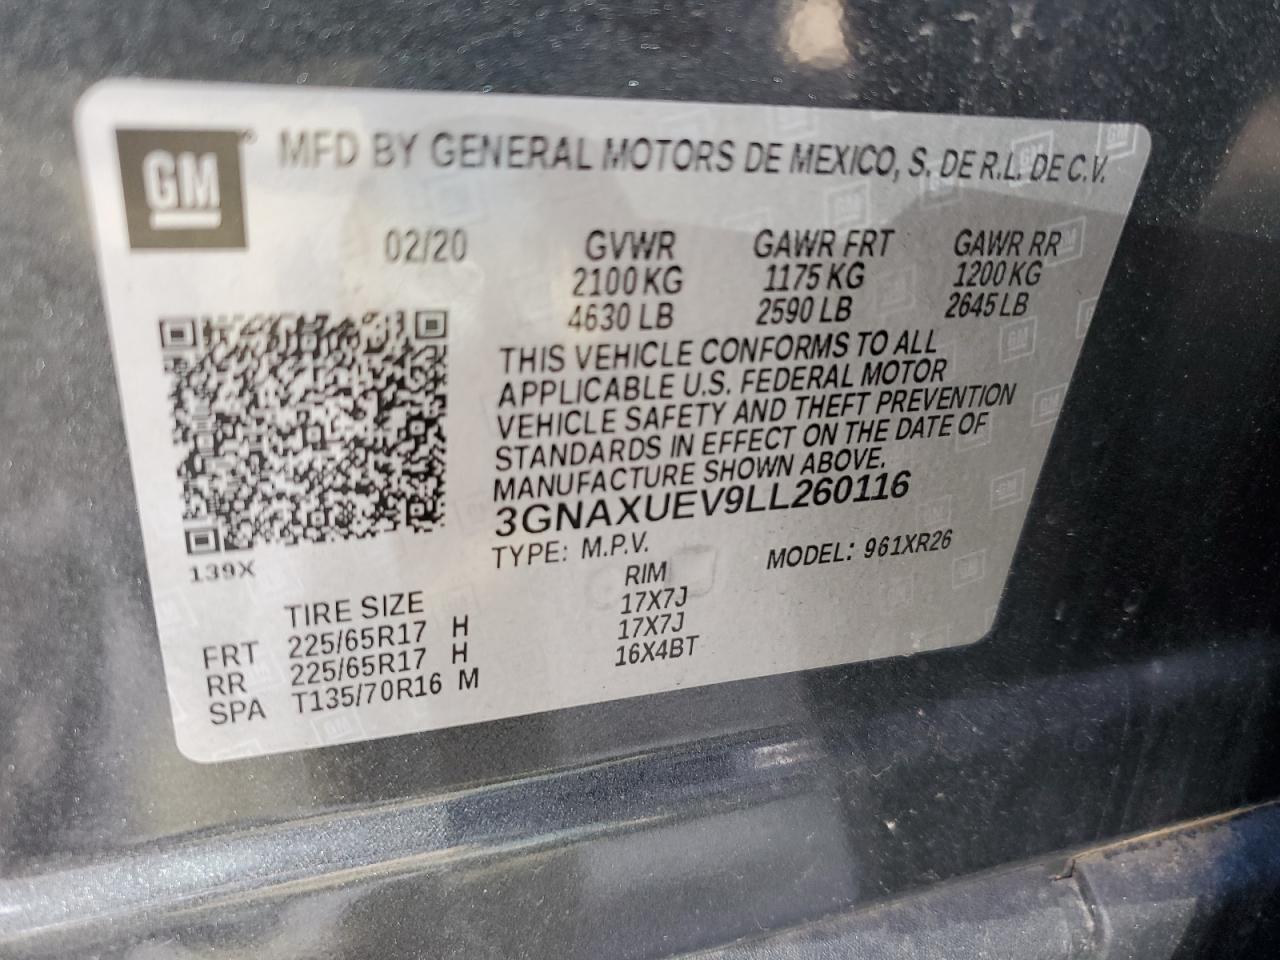 GM
MFD BY GENERAL MOTORS DE MEXICO, S. DE R.L. DE C.V.
02/20 GVWR GAWR FRT GAWR RR
2100 KG 1175 KG 1200 KG
4630 LB 2590 LB 2645 LB
THIS VEHICLE CONFORMS TO ALL
APPLICABLE U.S. FEDERAL MOTOR
VEHICLE SAFETY AND THEFT PREVENTION
STANDARDS IN EFFECT ON THE DATE OF
MANUFACTURE SHOWN ABOVE.
3GNAXUEV9LL260116
139X
TYPE: M.P.V. MODEL: 961XR26
TIRE SIZE RIM
FRT 225/65R17 H 17X7J
RR 225/65R17 H 17X7J
SPA T135/70R16 M 16X4BT